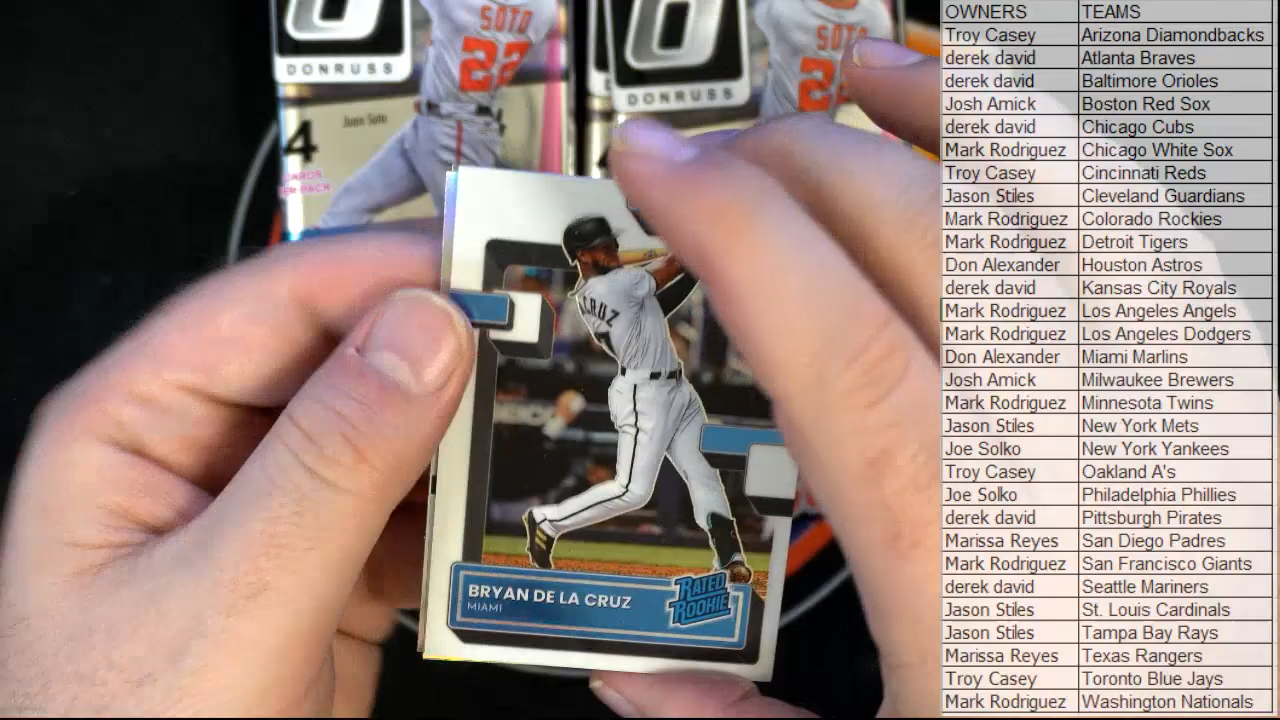 SOTO
22
DONRUSS
Juan Soto
4
CARDS
PER PACK
SOTO
DONRUSS
CRUZ
BRYAN DE LA CRUZ
MIAMI
RATED
ROOKIE
OWNERS TEAMS
Troy Casey Arizona Diamondbacks
derek david Atlanta Braves
derek david Baltimore Orioles
Josh Amick Boston Red Sox
derek david Chicago Cubs
Mark Rodriguez Chicago White Sox
Troy Casey Cincinnati Reds
Jason Stiles Cleveland Guardians
Mark Rodriguez Colorado Rockies
Mark Rodriguez Detroit Tigers
Don Alexander Houston Astros
derek david Kansas City Royals
Mark Rodriguez Los Angeles Angels
Mark Rodriguez Los Angeles Dodgers
Don Alexander Miami Marlins
Josh Amick Milwaukee Brewers
Mark Rodriguez Minnesota Twins
Jason Stiles New York Mets
Joe Solko New York Yankees
Troy Casey Oakland A's
Joe Solko Philadelphia Phillies
derek david Pittsburgh Pirates
Marissa Reyes San Diego Padres
Mark Rodriguez San Francisco Giants
derek david Seattle Mariners
Jason Stiles St. Louis Cardinals
Jason Stiles Tampa Bay Rays
Marissa Reyes Texas Rangers
Troy Casey Toronto Blue Jays
Mark Rodriguez Washington Nationals